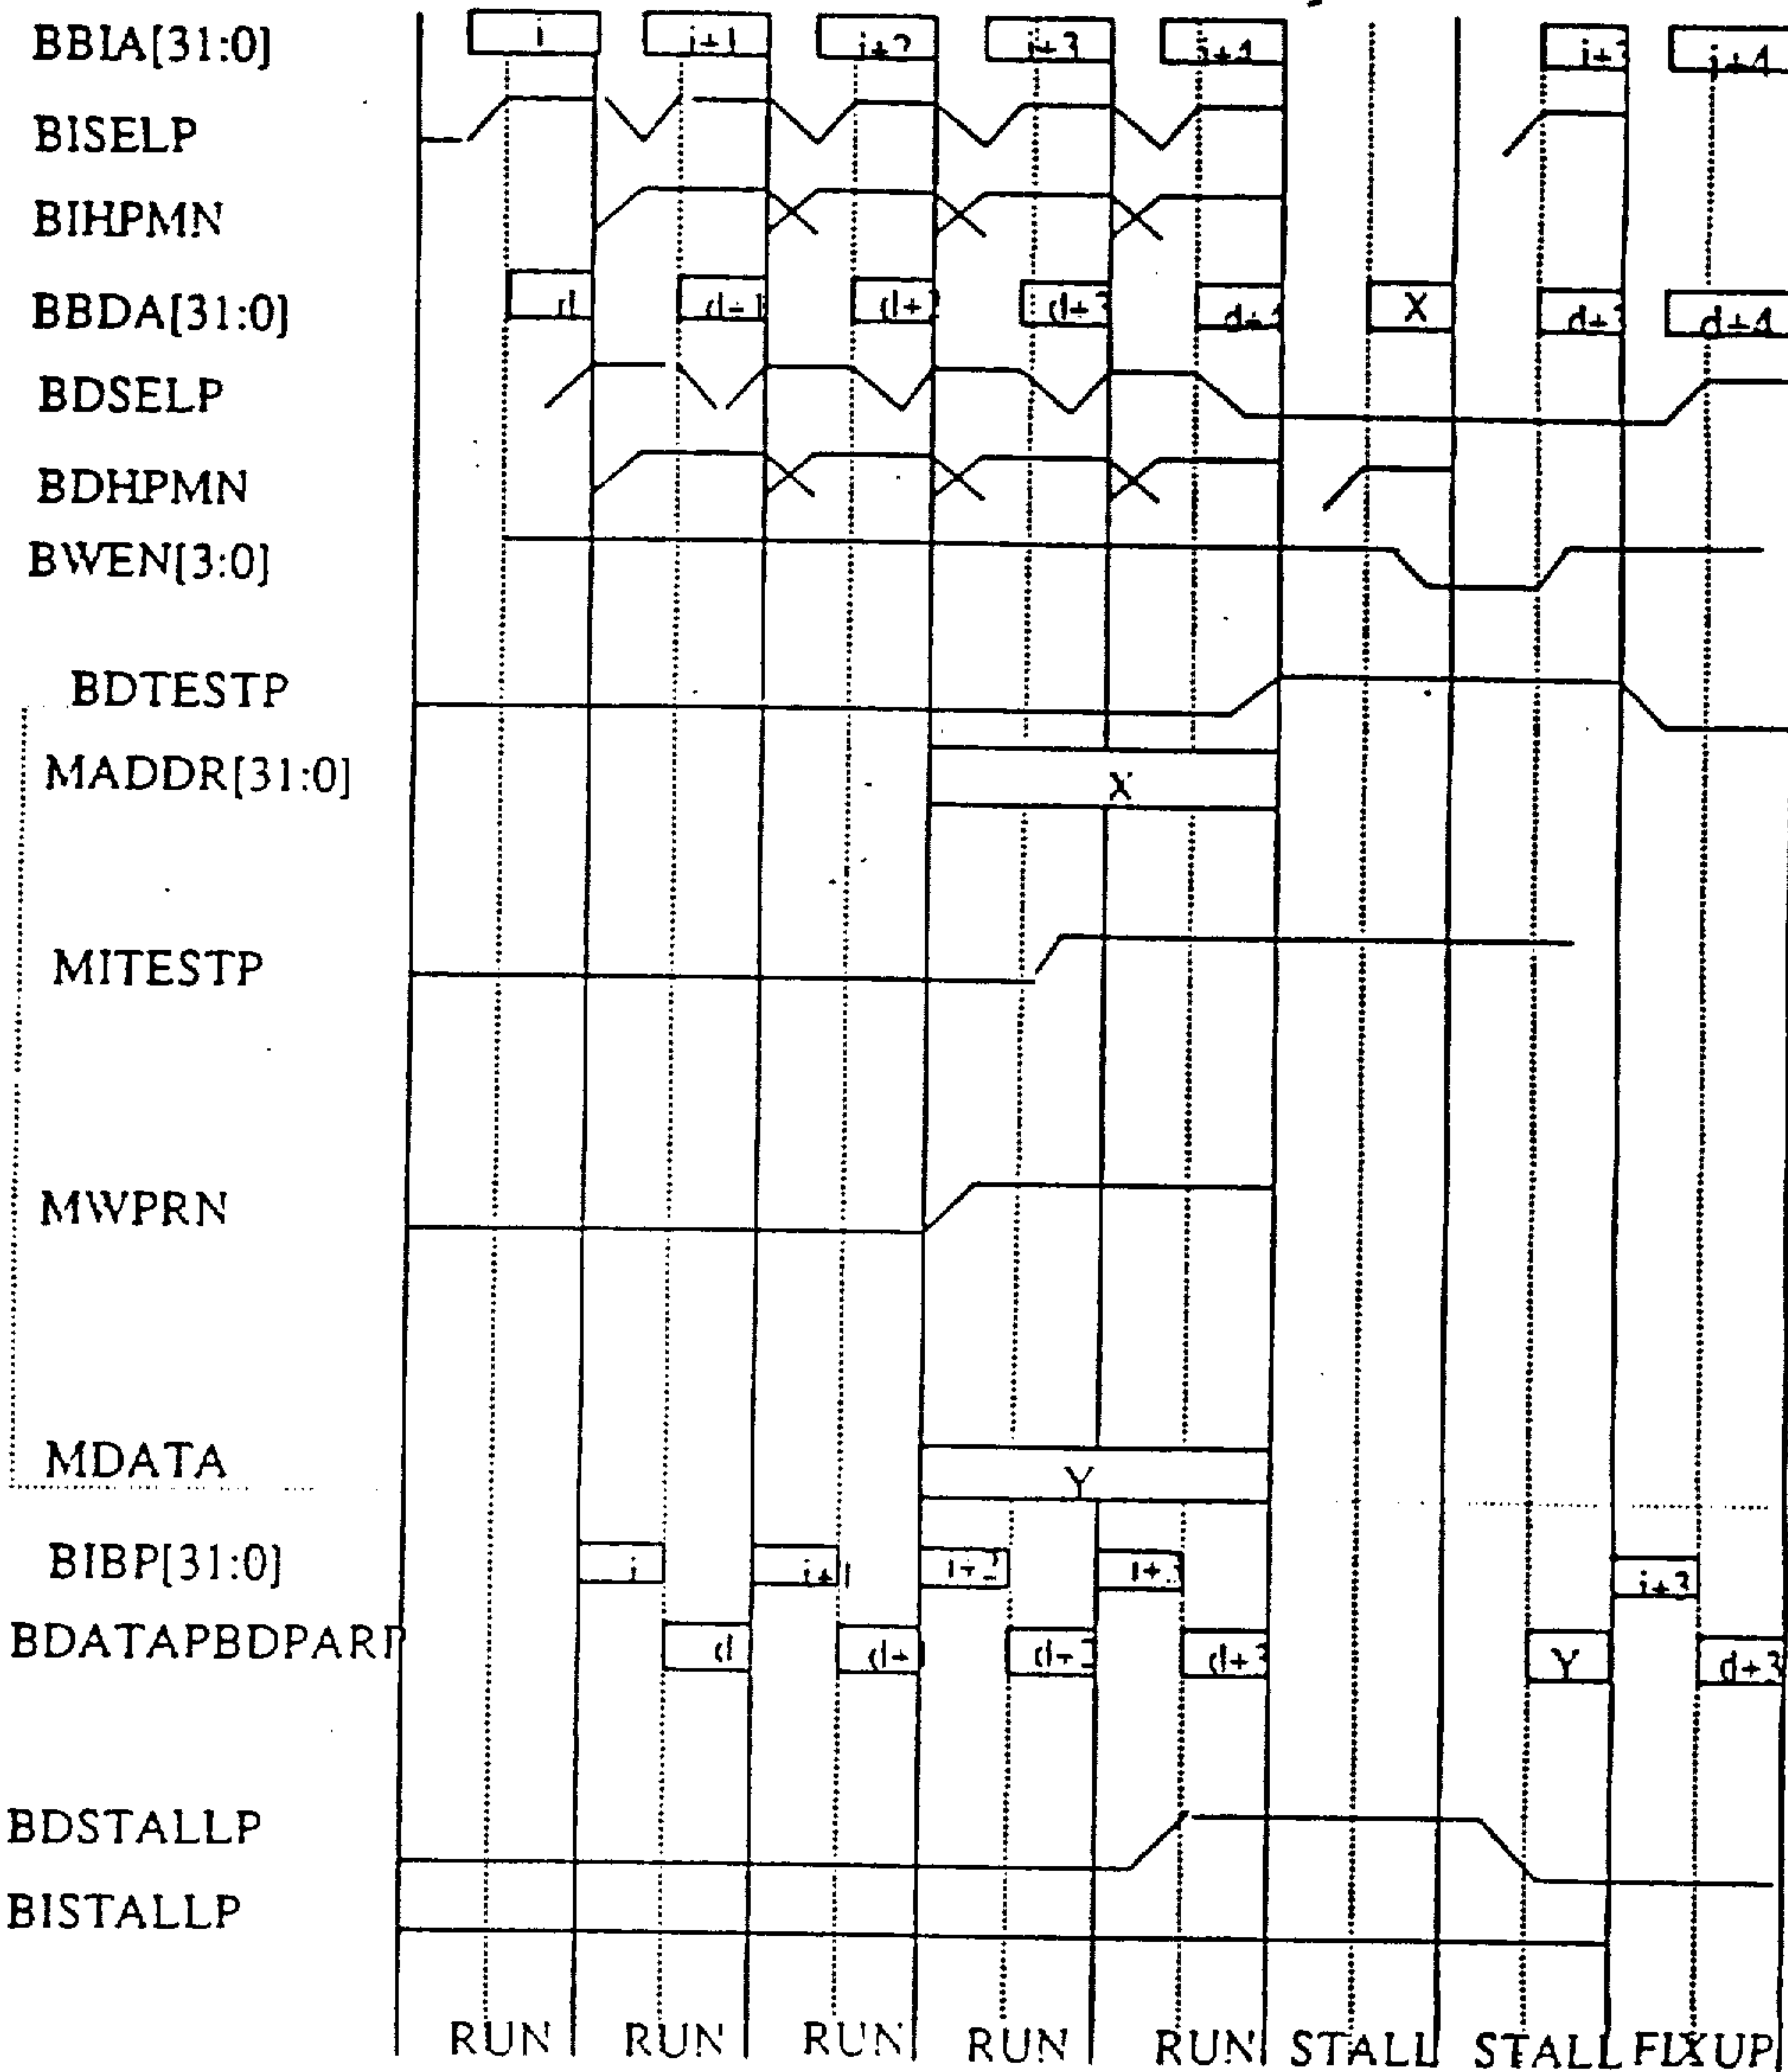 BBIA[31:0] i i+1 i+2 i+3 i+4 i+3 i+4
BISELP
BIHPMN
BBDA[31:0] d d+1 d+ d+3 d+4 X d+3 d+4
BDSELP
BDHPMN
BWEN[3:0]
BDTESTP
MADDR[31:0] X
MITESTP
MWPRN
MDATA Y
BIBP[31:0] i i+1 i+2 i+3 i+3
BDATAPBDPARP d d+ d+ d+3 Y d+3
BDSTALLP
BISTALLP
RUN RUN RUN RUN RUN STALL STALL FIXUP